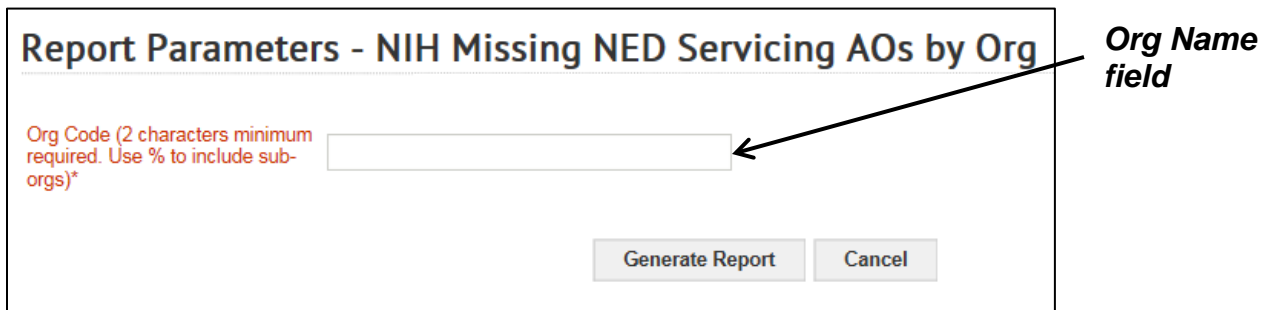 Report Parameters - NIH Missing NED Servicing AOs by Org
Org Name
field
Org Code (2 characters minimum
required. Use % to include sub-
orgs)*
Generate Report
Cancel